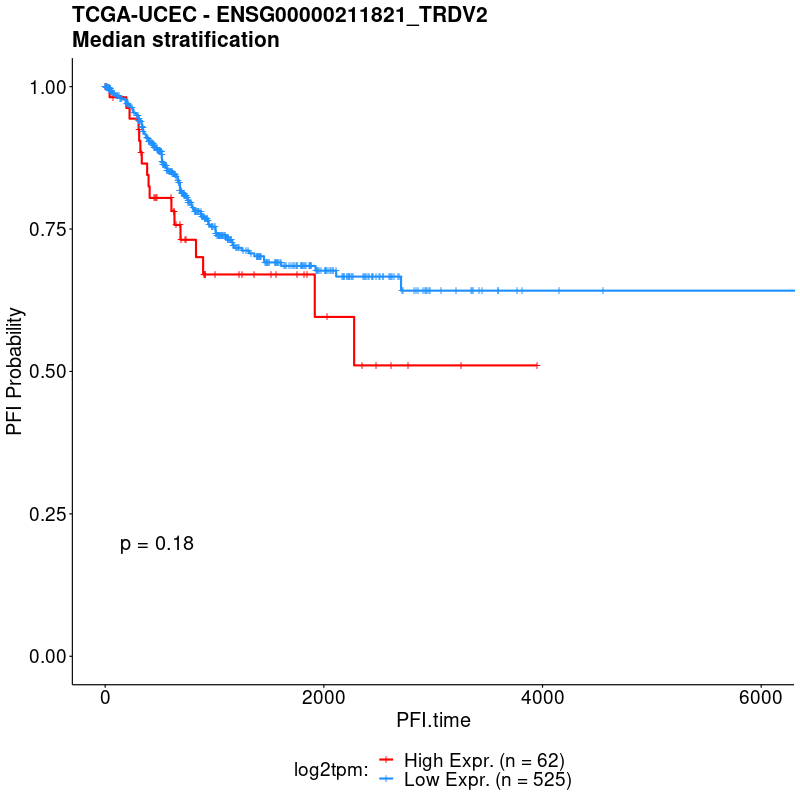 TCGA-UCEC - ENSG00000211821_TRDV2
Median stratification
1.00
0.75
0.50
0.25
0.00
PFI Probability
p = 0.18
0 2000 4000 6000
PFI.time
log2tpm:
High Expr. (n = 62)
Low Expr. (n = 525)